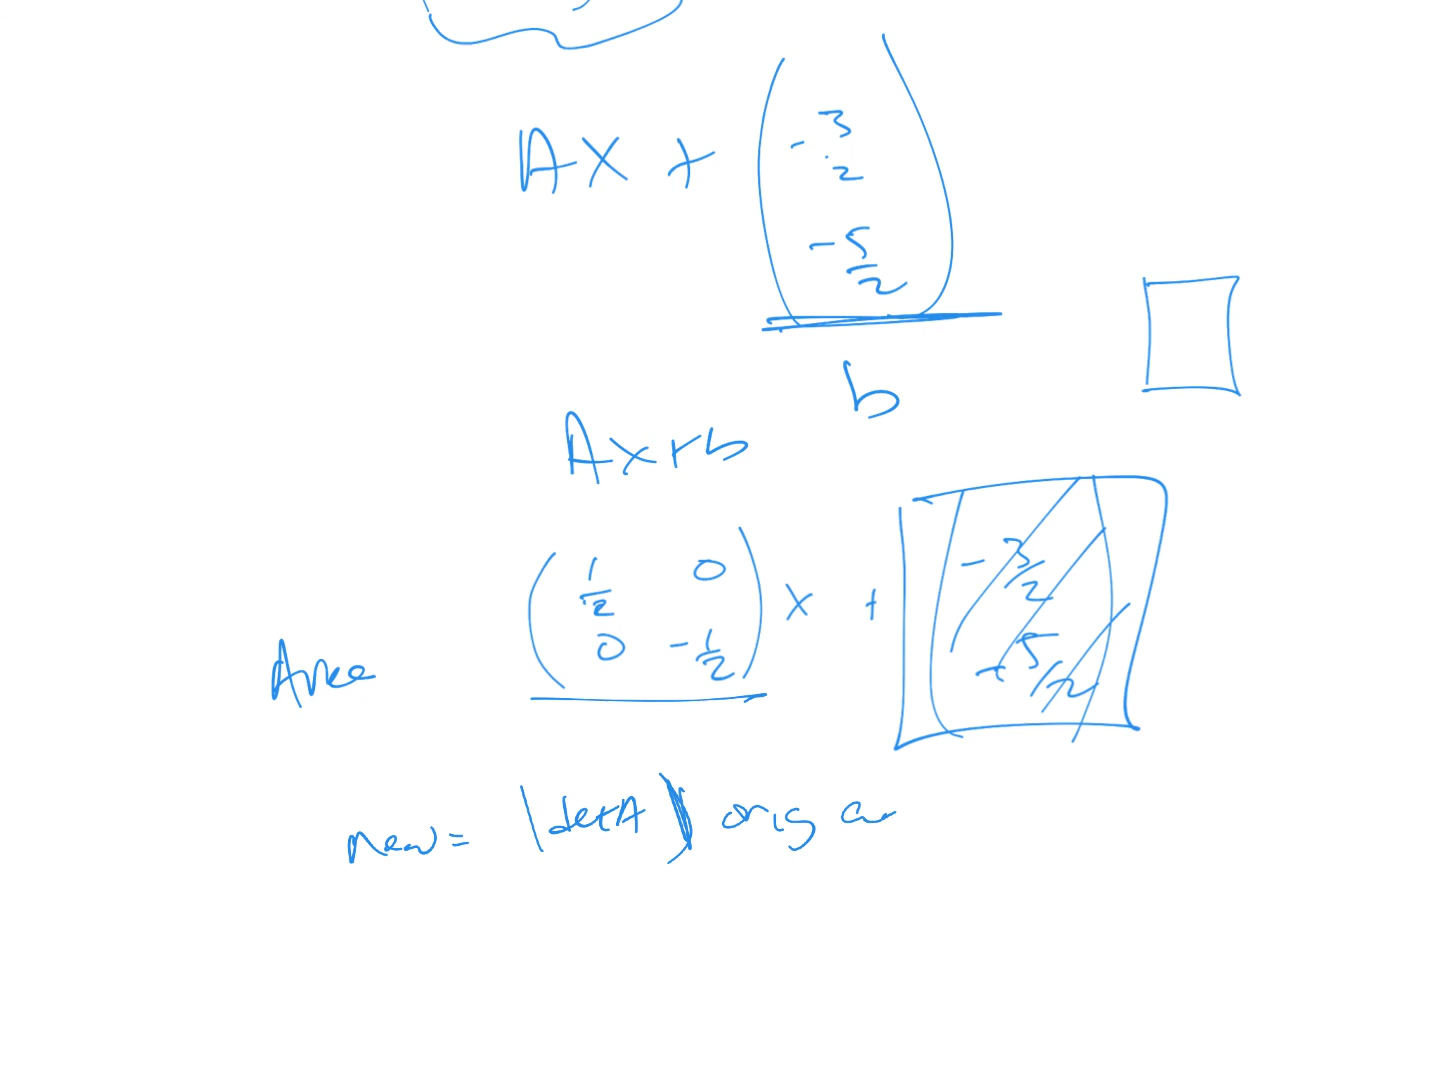 AX + ( -3/2 -5/2 )
b
Ax+b
( 1/2 0 0 -1/2 ) x + ( -3/2 -5/2 )
Area
new = |detA| orig